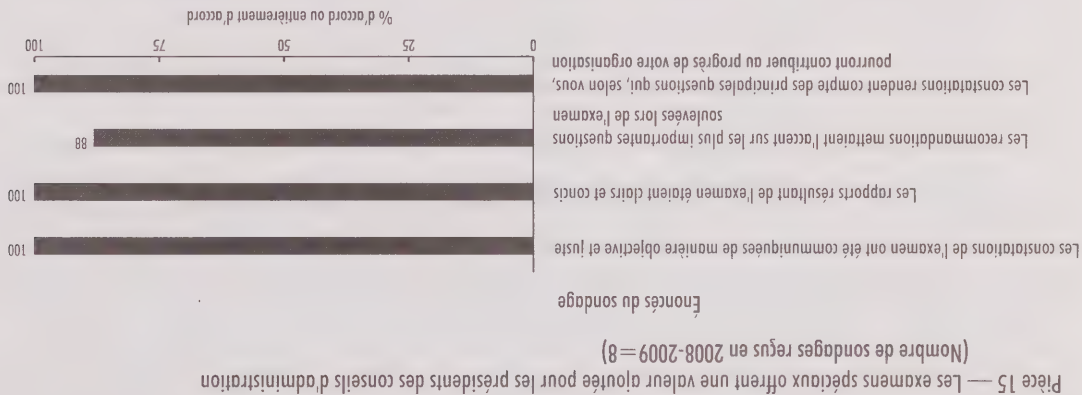 Pièce 15 — Les examens spéciaux offrent une valeur ajoutée pour les présidents des conseils d'administration
(Nombre de sondages reçus en 2008-2009=8)
Énoncés du sondage
Les constatations de l'examen ont été communiquées de manière objective et juste
100
Les rapports résultant de l'examen étaient clairs et concis
100
Les recommandations mettaient l'accent sur les plus importantes questions
soulevées lors de l'examen
88
Les constatations rendent compte des principales questions qui, selon vous,
pourront contribuer au progrès de votre organisation
100
0 25 50 75 100
% d'accord ou entièrement d'accord